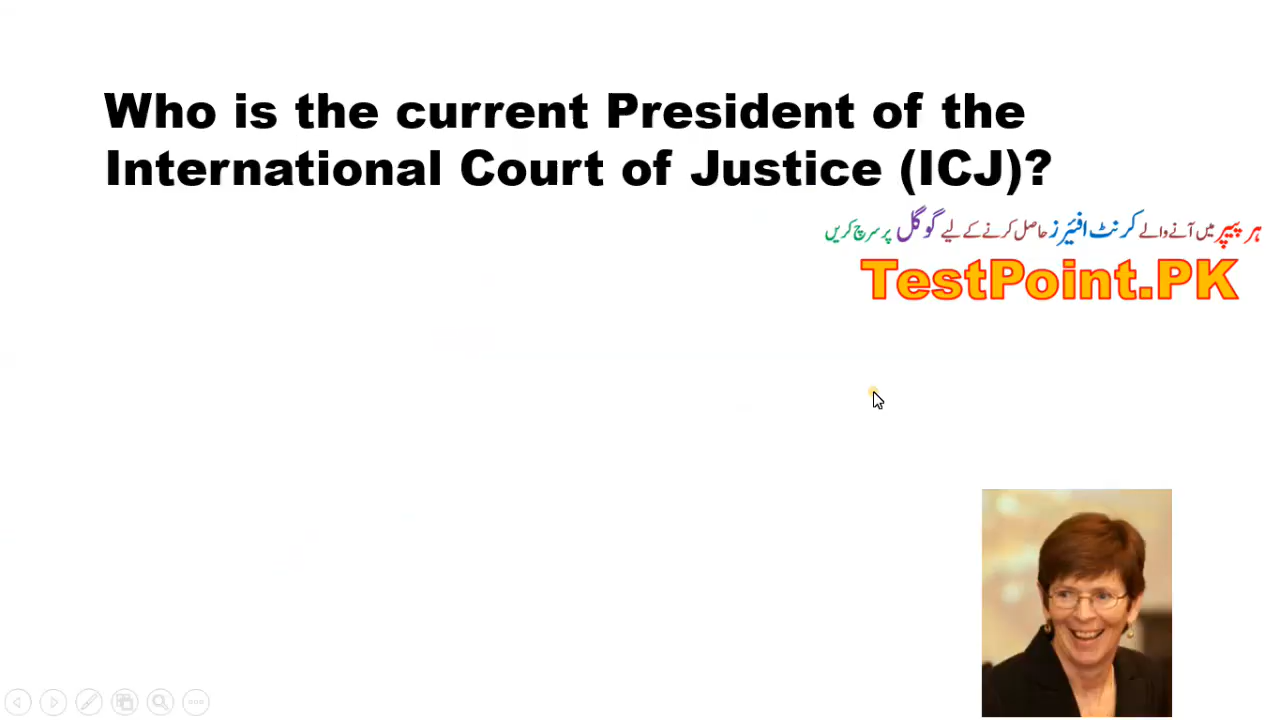 Who is the current President of the
International Court of Justice (ICJ)?
ہر پیپر میں آنے والے کرنٹ افئیرز حاصل کرنے کے لیے گوگل پر سرچ کریں
TestPoint.PK